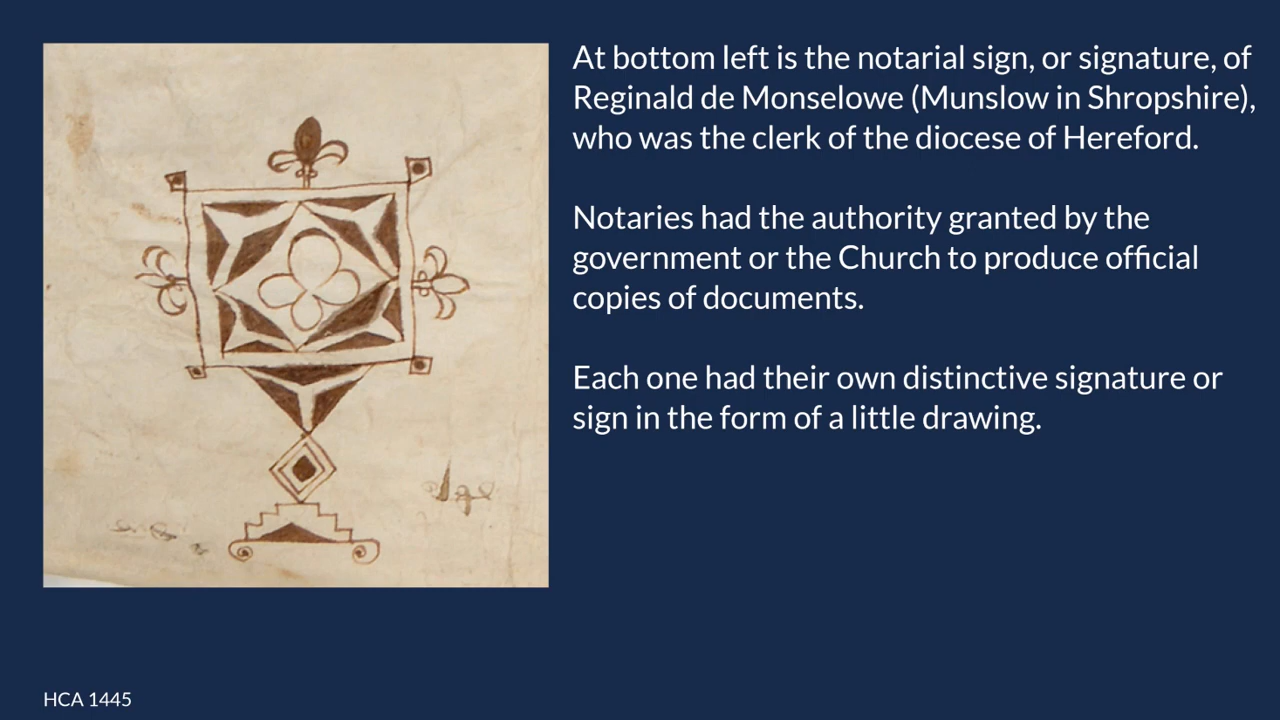 At bottom left is the notarial sign, or signature, of
Reginald de Monselowe (Munslow in Shropshire),
who was the clerk of the diocese of Hereford.
Notaries had the authority granted by the
government or the Church to produce official
copies of documents.
Each one had their own distinctive signature or
sign in the form of a little drawing.
HCA 1445